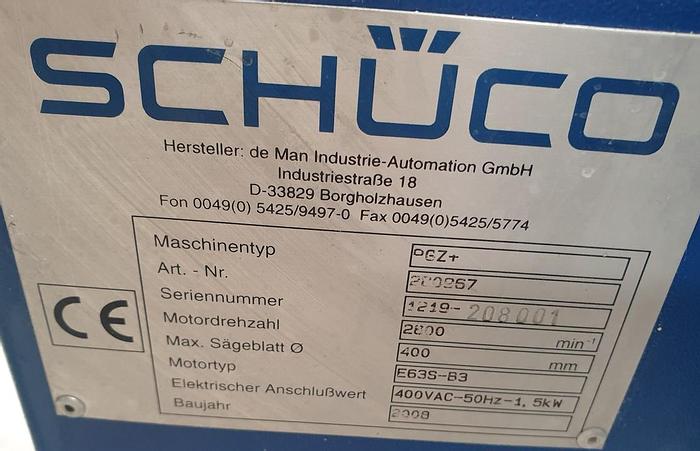 SCHÜCO
Hersteller: de Man Industrie-Automation GmbH
Industriestraße 18
D-33829 Borgholzhausen
Fon 0049(0) 5425/9497-0 Fax 0049(0)5425/5774
Maschinentyp PGZ+
Art. - Nr.
Seriennummer 1219-208001
Motordrehzahl 2800 min⁻¹
Max. Sägeblatt Ø 400 mm
Motortyp E63S-B3
Elektrischer Anschlußwert 400VAC-50Hz-1,5kW
Baujahr 2008
CE